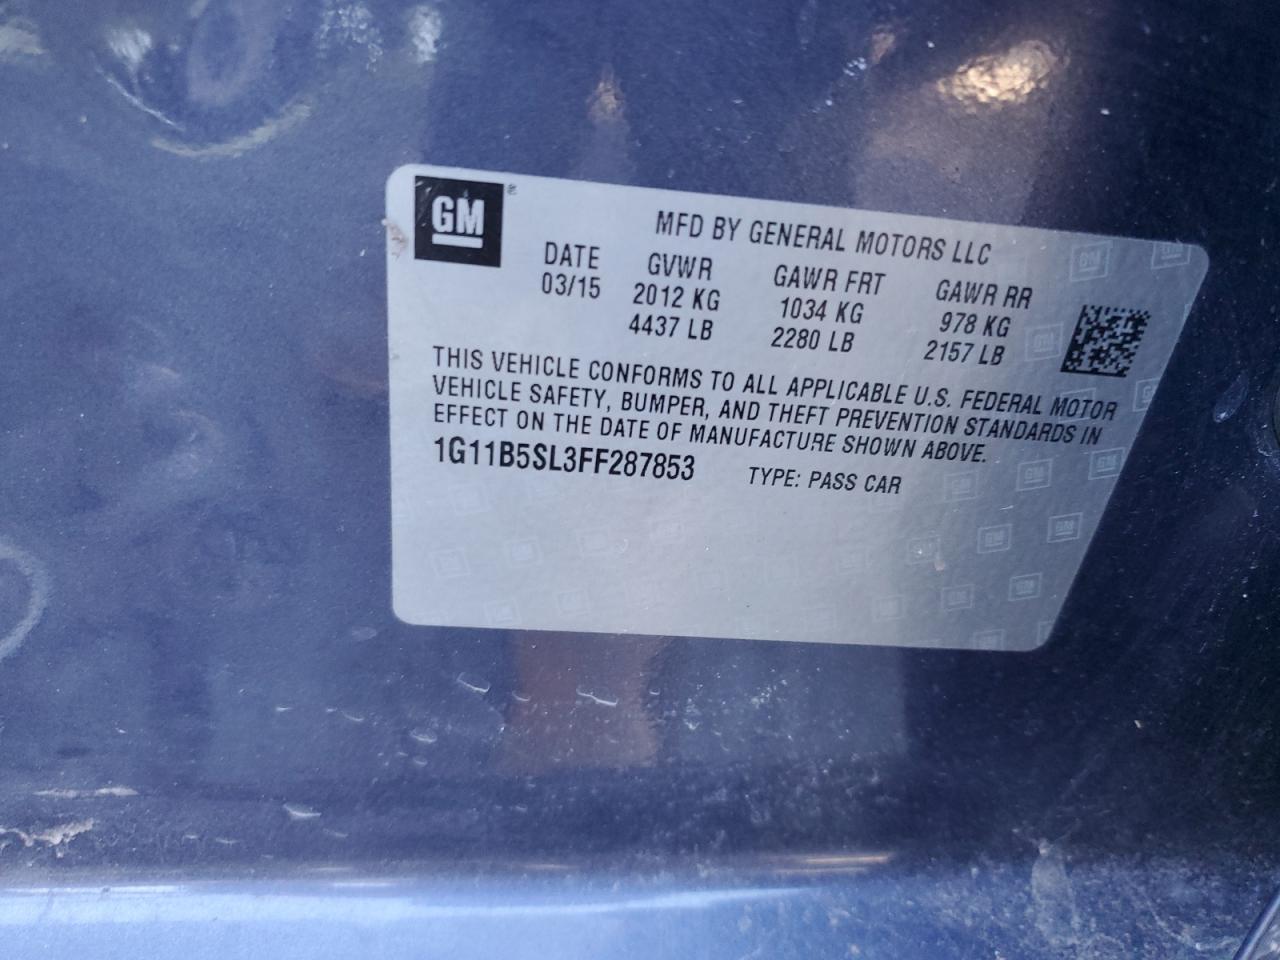 GM
MFD BY GENERAL MOTORS LLC
DATE GVWR GAWR FRT GAWR RR
03/15 2012 KG 1034 KG 978 KG
4437 LB 2280 LB 2157 LB
THIS VEHICLE CONFORMS TO ALL APPLICABLE U.S. FEDERAL MOTOR
VEHICLE SAFETY, BUMPER, AND THEFT PREVENTION STANDARDS IN
EFFECT ON THE DATE OF MANUFACTURE SHOWN ABOVE.
1G11B5SL3FF287853 TYPE: PASS CAR